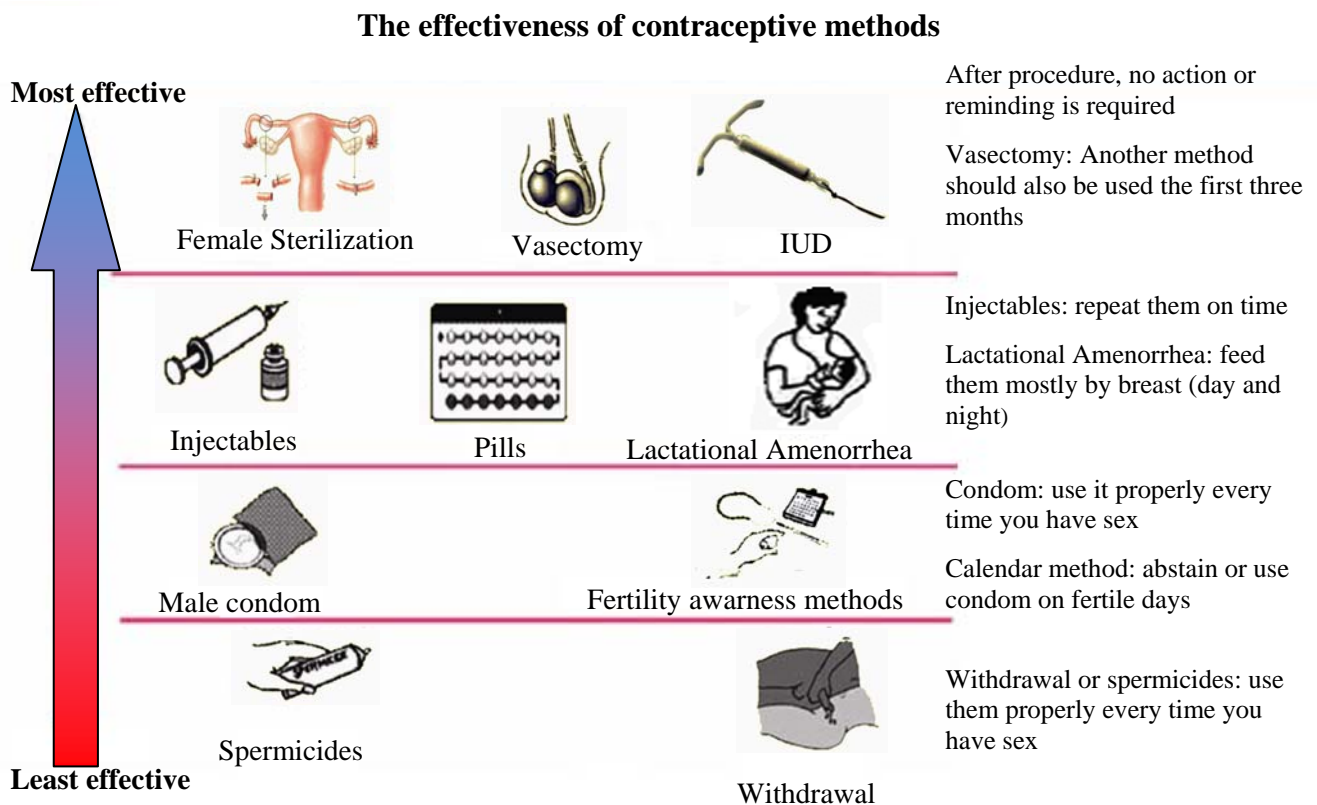 The effectiveness of contraceptive methods
Most effective
After procedure, no action or
reminding is required
Vasectomy: Another method
should also be used the first three
months
Female Sterilization
Vasectomy
IUD
Injectables: repeat them on time
Lactational Amenorrhea: feed
them mostly by breast (day and
night)
Injectables
Pills
Lactational Amenorrhea
Condom: use it properly every
time you have sex
Calendar method: abstain or use
condom on fertile days
Male condom
Fertility awarness methods
Withdrawal or spermicides: use
them properly every time you
have sex
Spermicides
Withdrawal
Least effective